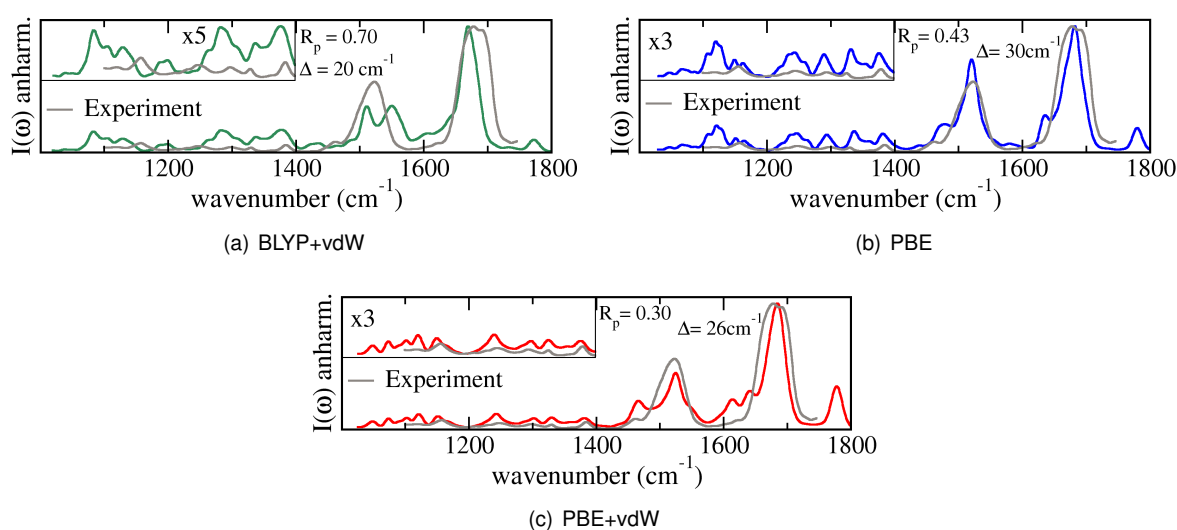 I(ω) anharm.
x5
R_p = 0.70
Δ = 20 cm⁻¹
Experiment
1200 1400 1600 1800
wavenumber (cm⁻¹)
(a) BLYP+vdW
I(ω) anharm.
x3
R_p = 0.43
Δ = 30cm⁻¹
Experiment
1200 1400 1600 1800
wavenumber (cm⁻¹)
(b) PBE
I(ω) anharm.
x3
R_p = 0.30
Δ = 26cm⁻¹
Experiment
1200 1400 1600 1800
wavenumber (cm⁻¹)
(c) PBE+vdW